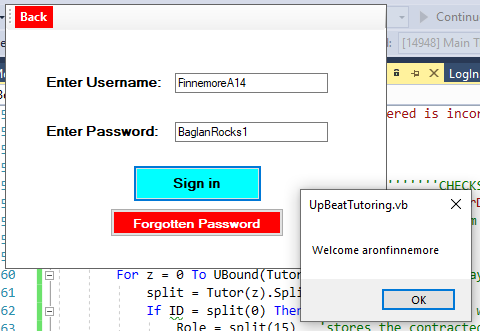 Back
Continu
[14948] Main T
Enter Username: FinnemoreA14
LogIn
ered is incor
Enter Password: BaglanRocks1
'''''''CHECKS
Sign in
UpBeatTutoring.vb
Forgotten Password
Welcome aronfinnemore
OK
60 For z = 0 To UBound(Tutor
61 split = Tutor(z).Spli
62 If ID = split(0) Then
63 Role = split(15) 'stores the contracte